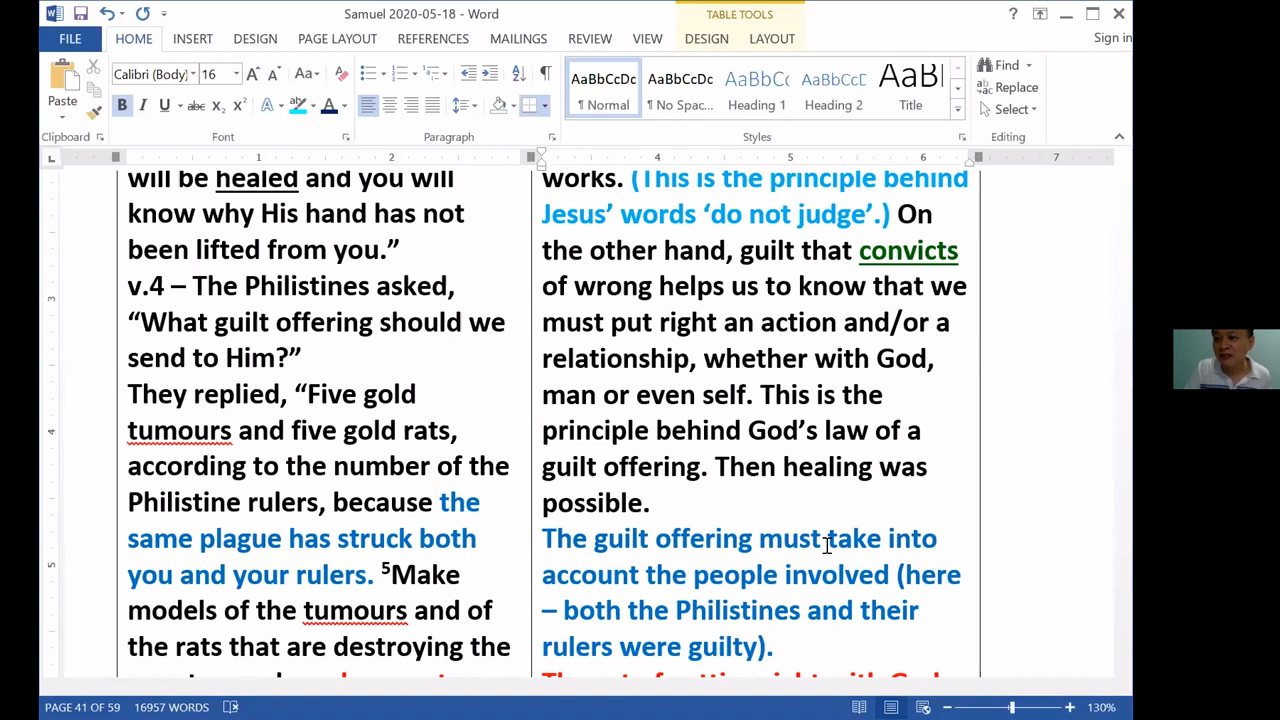 Samuel 2020-05-18 - Word
TABLE TOOLS
?
FILE
HOME
INSERT
DESIGN
PAGE LAYOUT
REFERENCES
MAILINGS
REVIEW
VIEW
DESIGN
LAYOUT
Sign in
Paste
Calibri (Body)
16
AaBbCcDc
AaBbCcDc
AaBbCc
AaBbCcD
AaBI
¶ Normal
¶ No Spac...
Heading 1
Heading 2
Title
Find
Replace
Select
Clipboard
Font
Paragraph
Styles
Editing
1 2 4 5 6 7
will be healed and you will
know why His hand has not
been lifted from you.”
v.4 – The Philistines asked,
“What guilt offering should we
send to Him?”
They replied, “Five gold
tumours and five gold rats,
according to the number of the
Philistine rulers, because the
same plague has struck both
you and your rulers. ⁵Make
models of the tumours and of
the rats that are destroying the
works. (This is the principle behind
Jesus’ words ‘do not judge’.) On
the other hand, guilt that convicts
of wrong helps us to know that we
must put right an action and/or a
relationship, whether with God,
man or even self. This is the
principle behind God’s law of a
guilt offering. Then healing was
possible.
The guilt offering must take into
account the people involved (here
– both the Philistines and their
rulers were guilty).
3
4
5
PAGE 41 OF 59
16957 WORDS
130%